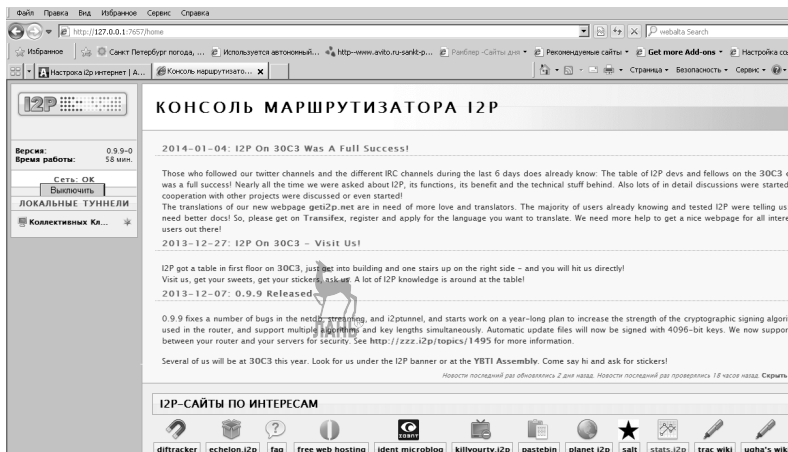 Файл Правка Вид Избранное Сервис Справка
http://127.0.0.1:7657/home
webalta Search
Избранное Санкт Петербург погода, ... Используется автономный... http--www.avito.ru-sankt-p... Рамблер -Сайты дня Рекомендуемые сайты Get more Add-ons Настройка
Настрока i2p интернет | А... Консоль маршрутизато... Страница Безопасность Сервис
I2P
КОНСОЛЬ МАРШРУТИЗАТОРА I2P
Версия: 0.9.9-0
Время работы: 58 мин.
Сеть: ОК
Выключить
ЛОКАЛЬНЫЕ ТУННЕЛИ
Коллективных Кл...
2014-01-04: I2P On 30C3 Was A Full Success!
Those who followed our twitter channels and the different IRC channels during the last 6 days does already know: The table of I2P devs and fellows on the 30C3
was a full success! Nearly all the time we were asked about I2P, its functions, its benefit and the technical stuff behind. Also lots of in detail discussions were started
cooperation with other projects were discussed or even started!
The translations of our new webpage geti2p.net are in need of more love and translators. The majority of users already knowing and tested I2P were telling us
need better docs! So, please get on Transifex, register and apply for the language you want to translate. We need more help to get a nice webpage for all
users out there!
2013-12-27: I2P On 30C3 - Visit Us!
I2P got a table in first floor on 30C3, just get into building and one stairs up on the right side - and you will hit us directly!
Visit us, get your sweets, get your stickers, ask us. A lot of I2P knowledge is around at the table!
2013-12-07: 0.9.9 Released
0.9.9 fixes a number of bugs in the netdb, streaming, and i2ptunnel, and starts work on a year-long plan to increase the strength of the cryptographic signing
used in the router, and support multiple algorithms and key lengths simultaneously. Automatic update files will now be signed with 4096-bit keys. We now
between your router and your servers for security. See http://zzz.i2p/topics/1495 for more information.
ЛАНЬ
Several of us will be at 30C3 this year. Look for us under the I2P banner or at the YBTI Assembly. Come say hi and ask for stickers!
Новости последний раз обновлялись 2 дня назад. Новости последний раз проверялись 18 часов назад. Скрыть
I2P-САЙТЫ ПО ИНТЕРЕСАМ
diftracker echelon.i2p faq free web hosting ident microblog killyourtv.i2p pastebin planet i2p salt stats.i2p trac wiki ugha's